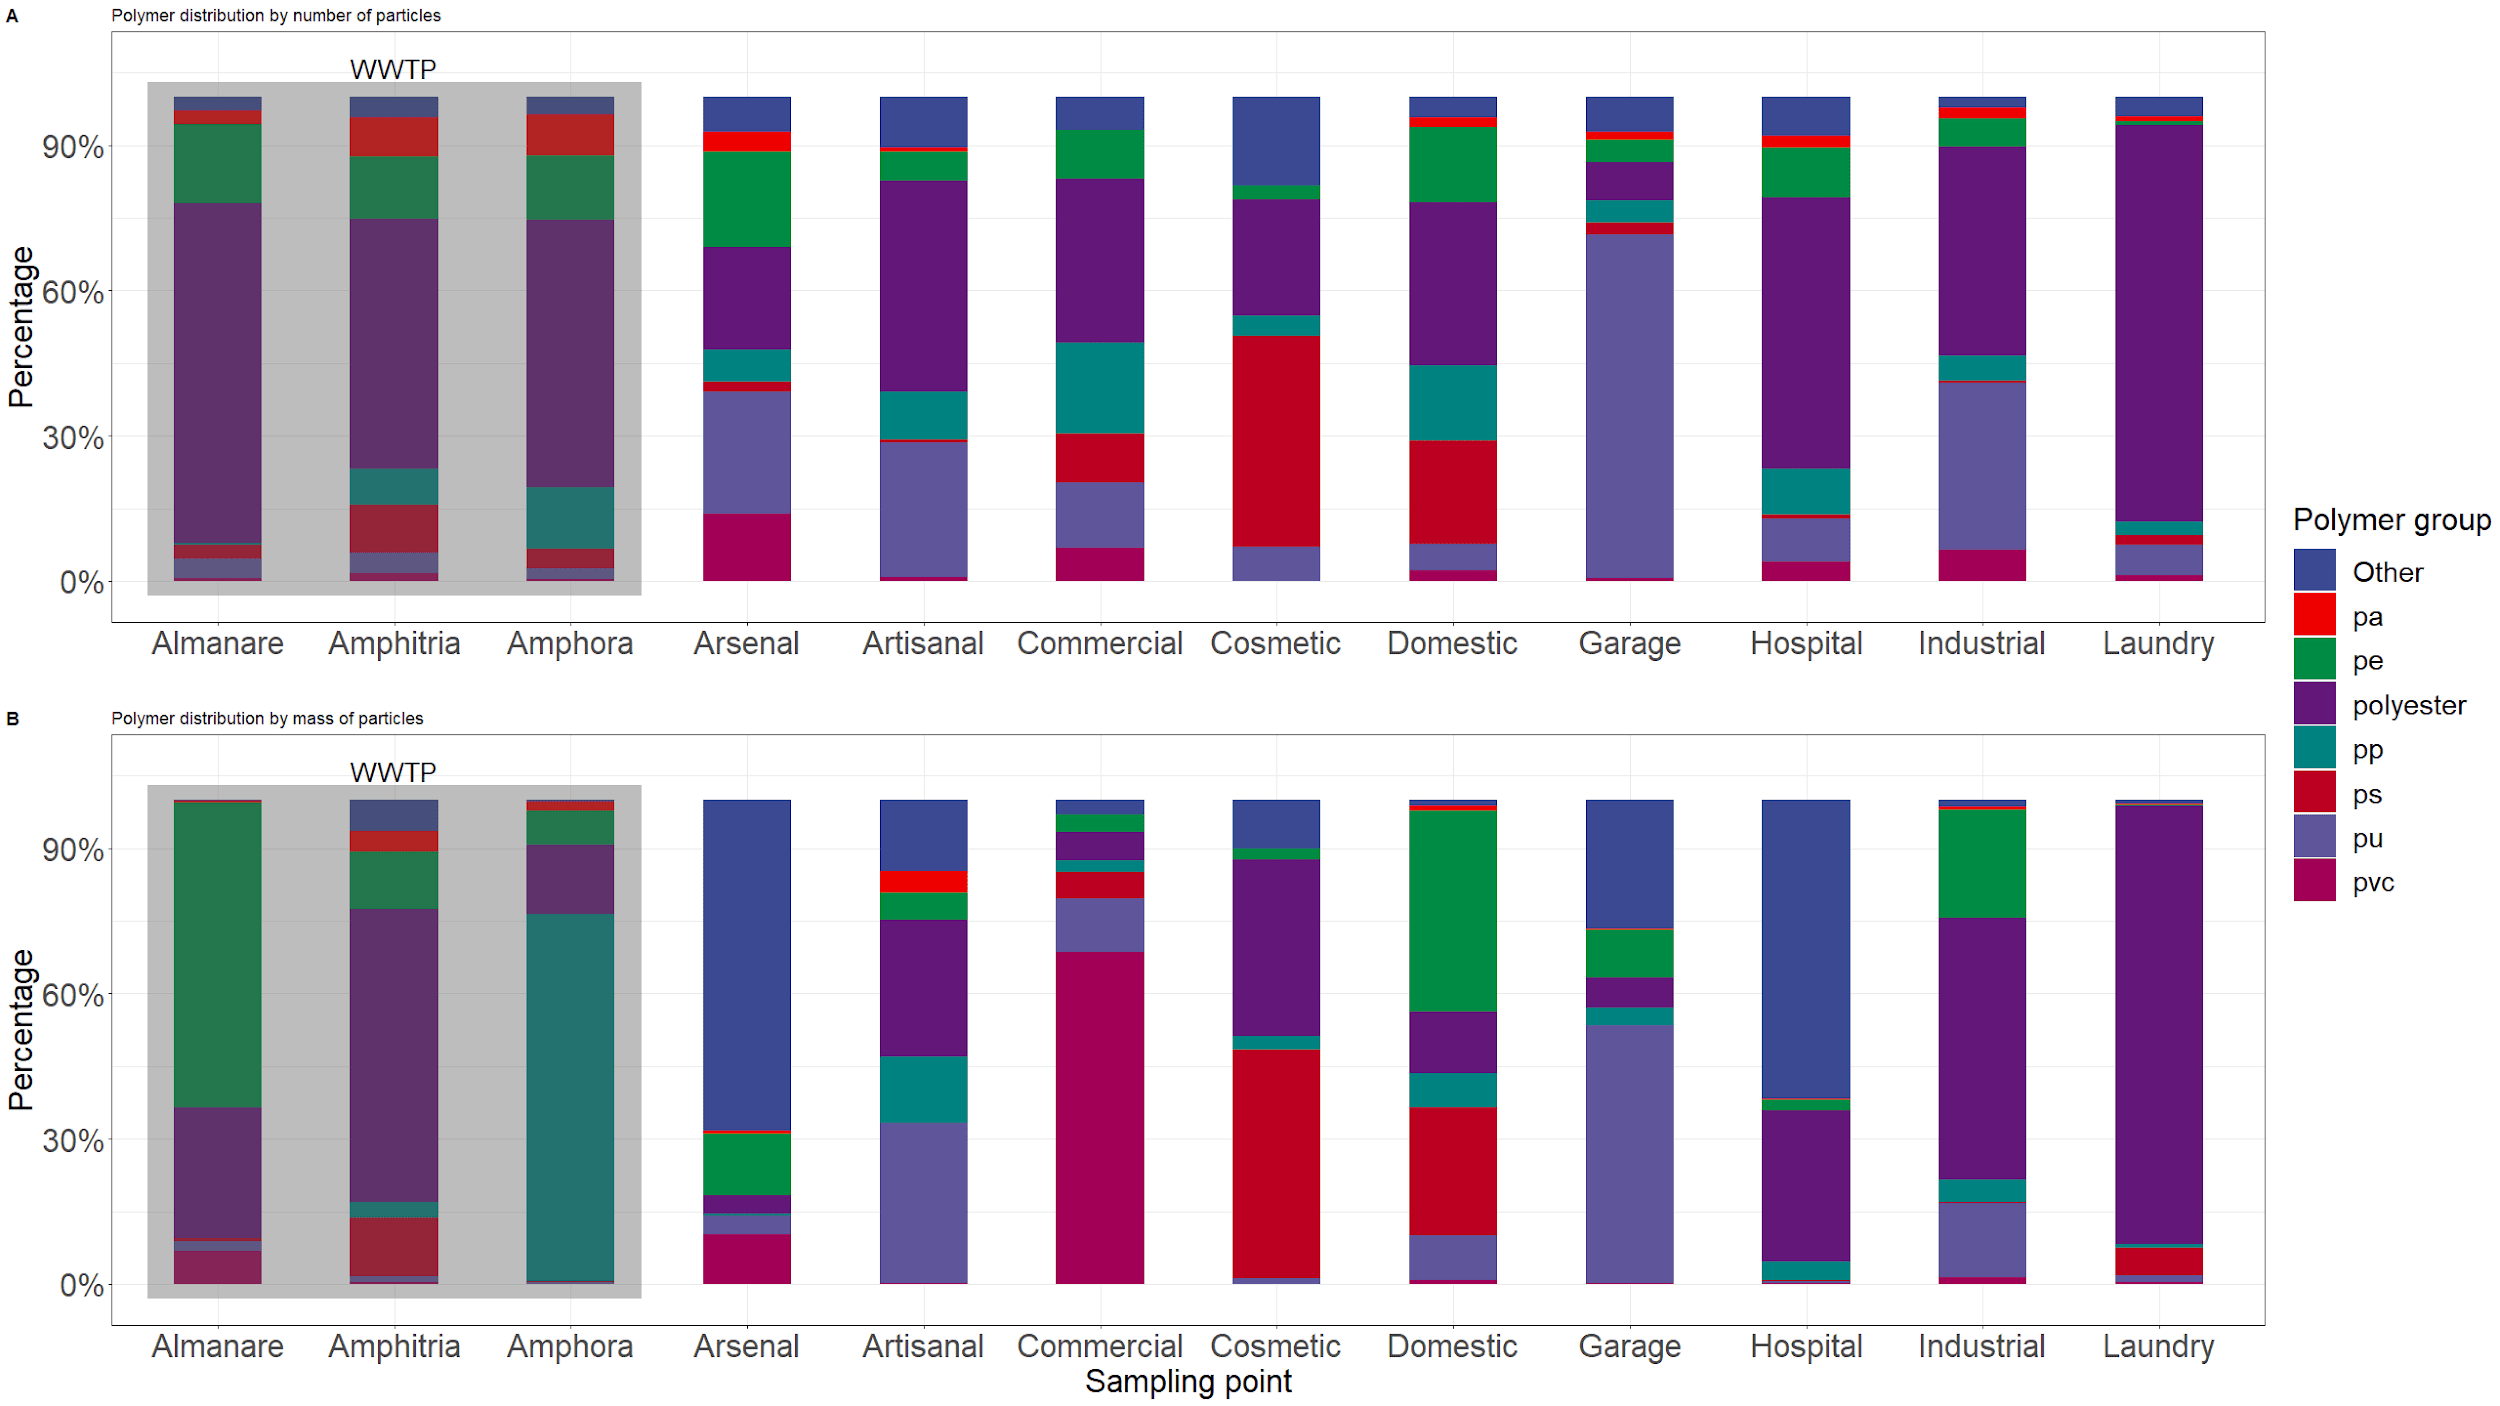 A Polymer distribution by number of particles
WWTP
Percentage
90%
60%
30%
0%
Almanare Amphitria Amphora Arsenal Artisanal Commercial Cosmetic Domestic Garage Hospital Industrial Laundry
Polymer group
Other
pa
pe
polyester
pp
ps
pu
pvc
B Polymer distribution by mass of particles
WWTP
Percentage
90%
60%
30%
0%
Almanare Amphitria Amphora Arsenal Artisanal Commercial Cosmetic Domestic Garage Hospital Industrial Laundry
Sampling point